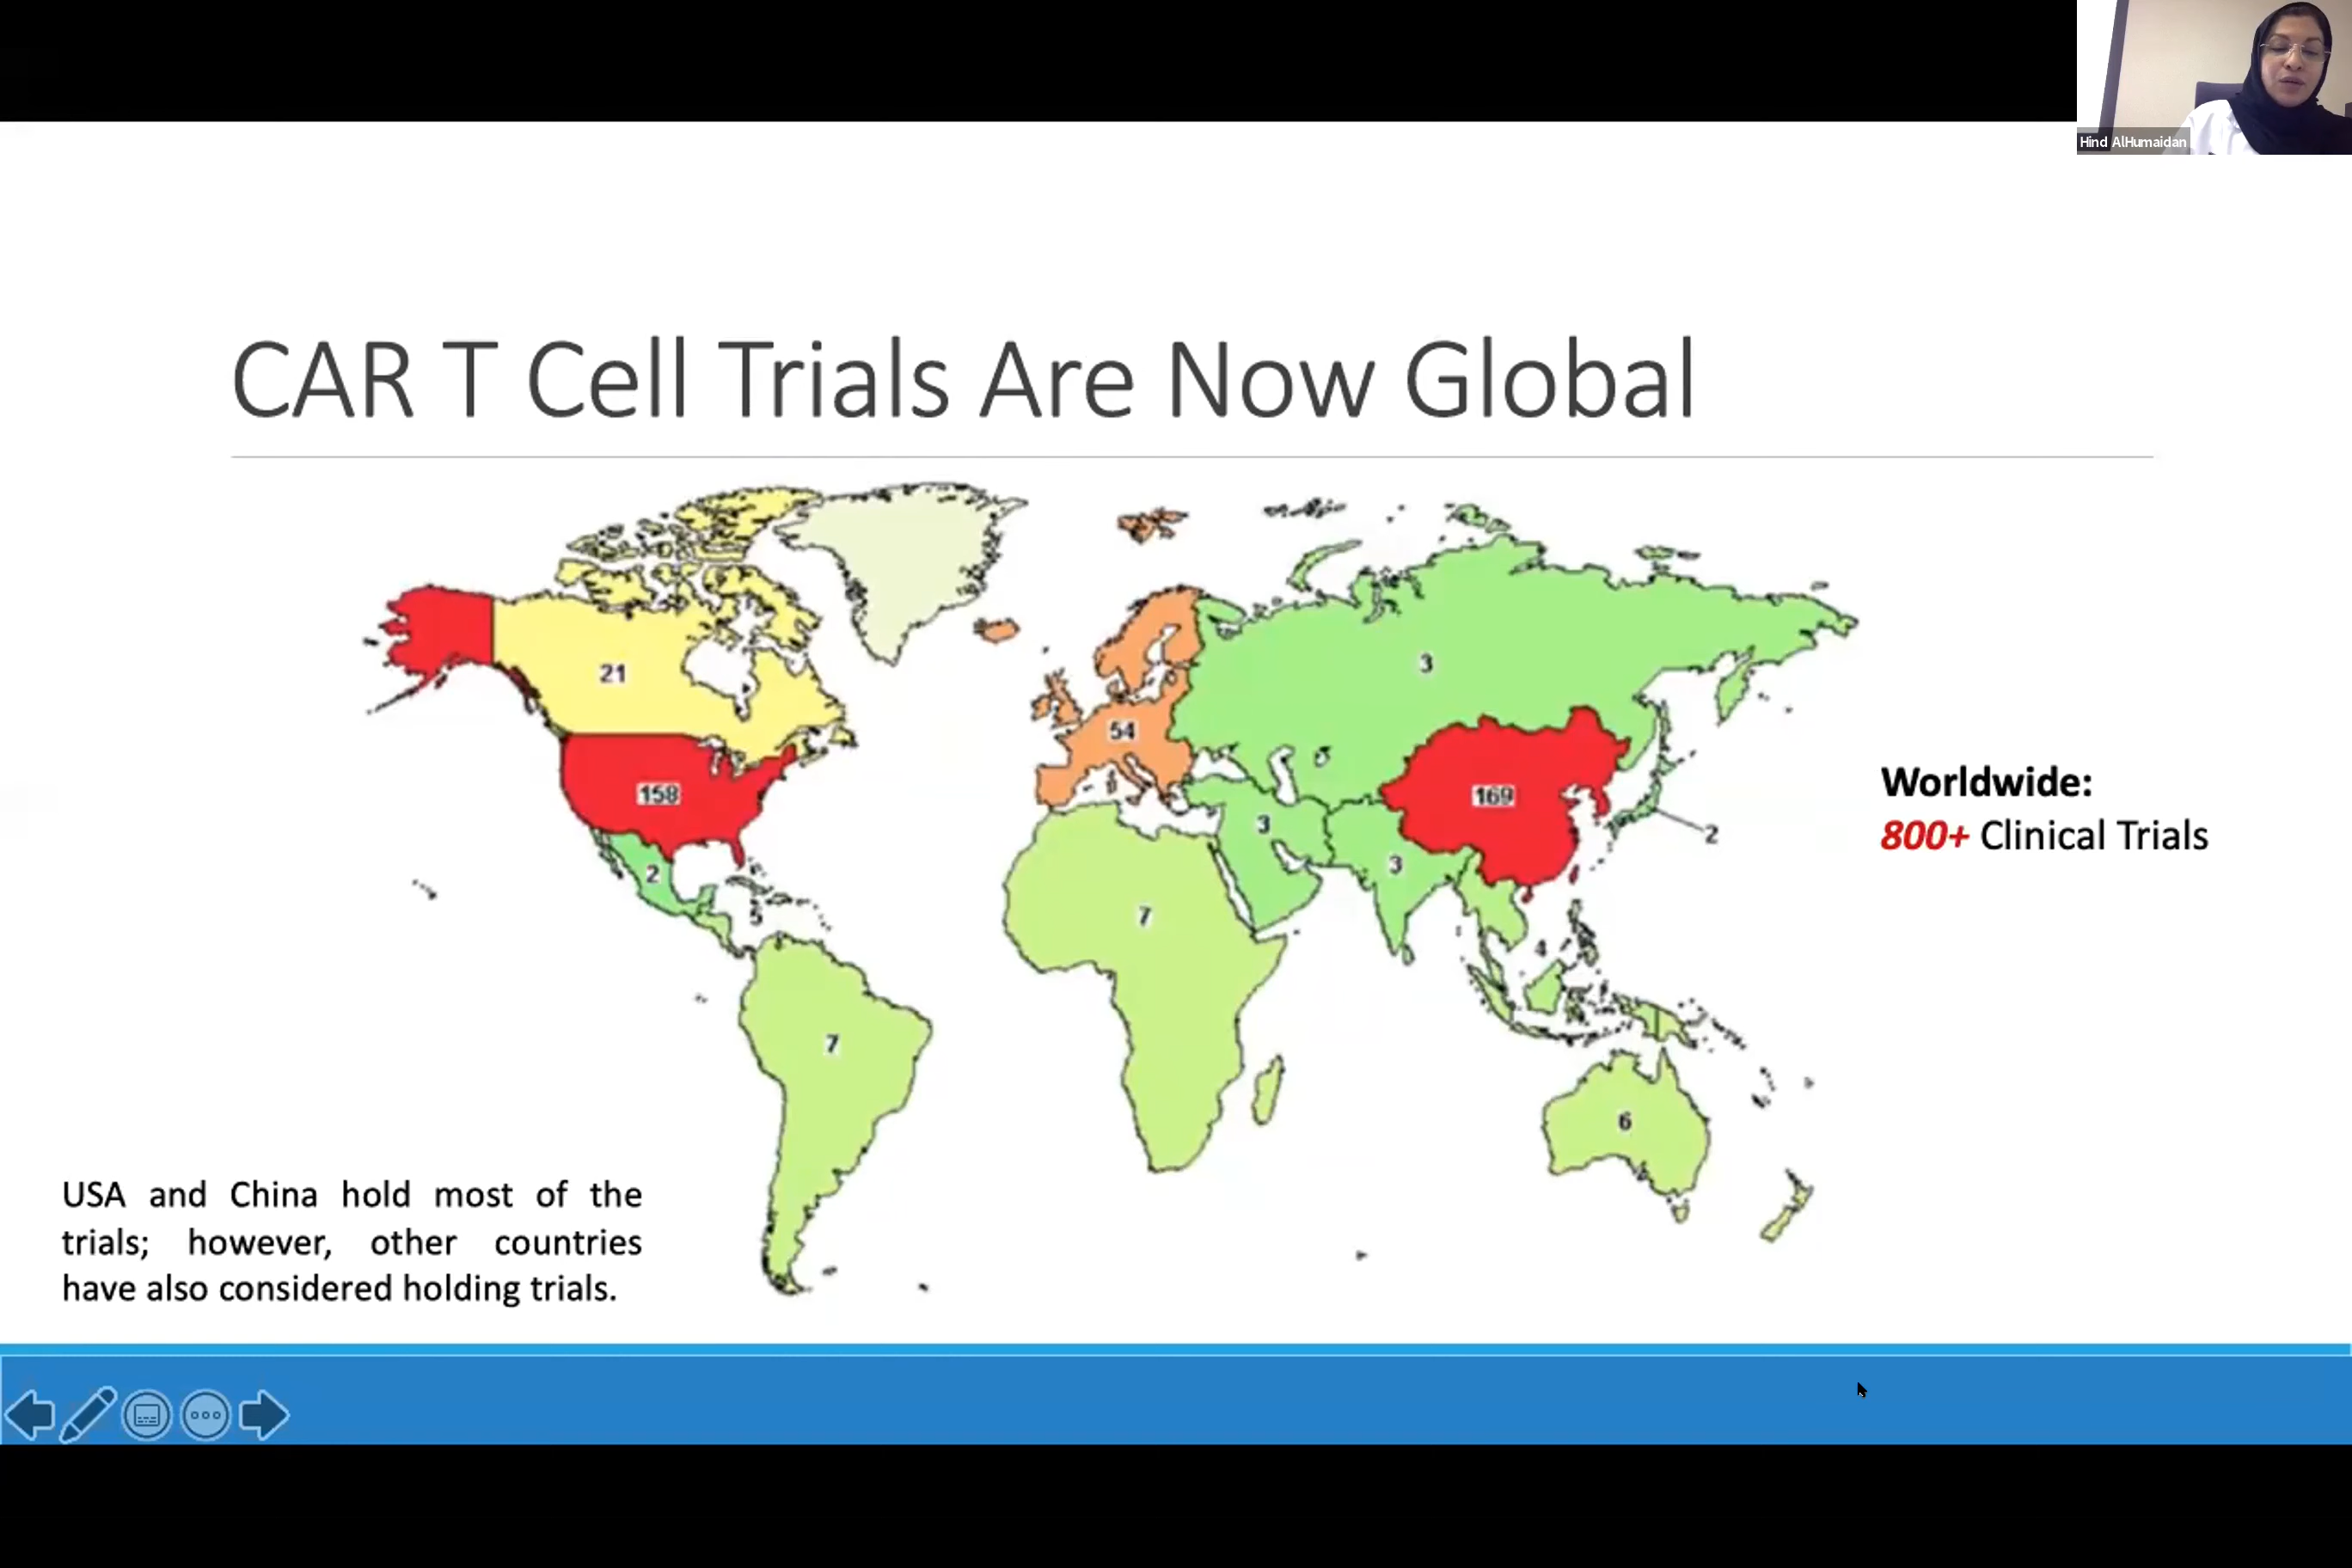 Hind AlHumaidan
CAR T Cell Trials Are Now Global
21
3
54
158
169
3
2
3
2
5
7
4
7
6
Worldwide:
800+ Clinical Trials
USA and China hold most of the
trials; however, other countries
have also considered holding trials.